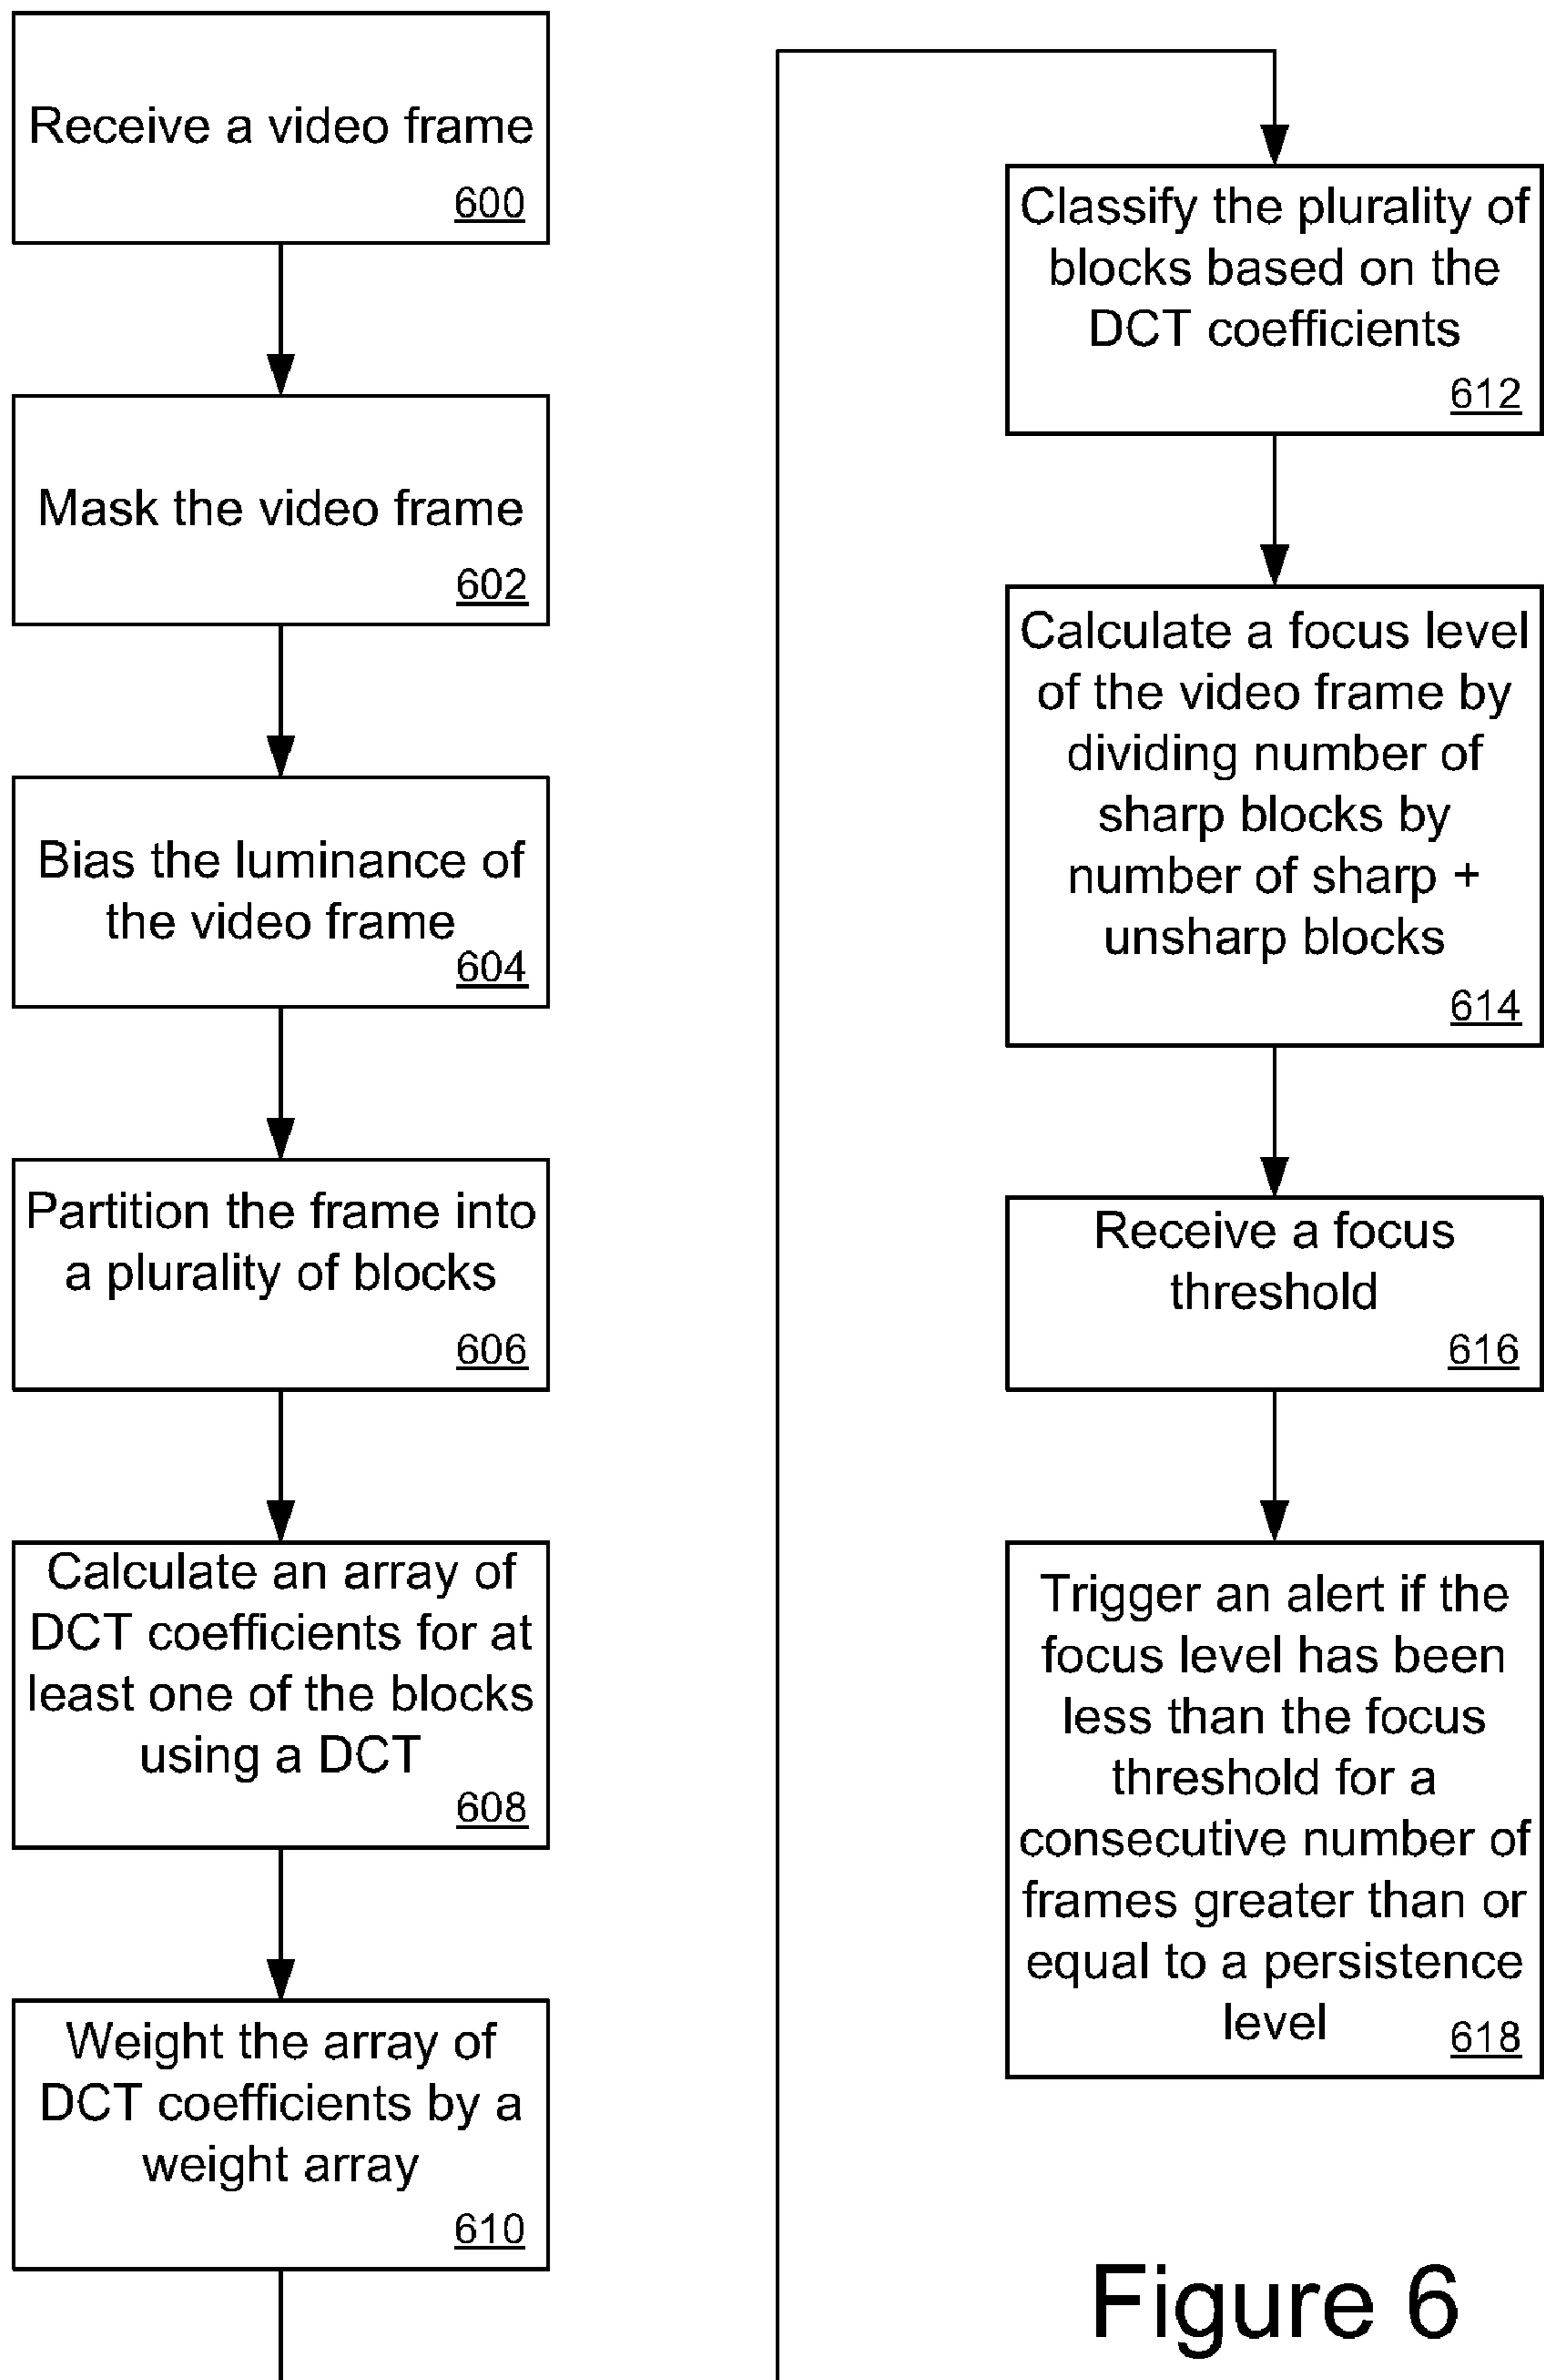 Receive a video frame
600
Mask the video frame
602
Bias the luminance of
the video frame
604
Partition the frame into
a plurality of blocks
606
Calculate an array of
DCT coefficients for at
least one of the blocks
using a DCT
608
Weight the array of
DCT coefficients by a
weight array
610
Classify the plurality of
blocks based on the
DCT coefficients
612
Calculate a focus level
of the video frame by
dividing number of
sharp blocks by
number of sharp +
unsharp blocks
614
Receive a focus
threshold
616
Trigger an alert if the
focus level has been
less than the focus
threshold for a
consecutive number of
frames greater than or
equal to a persistence
level
618
Figure 6